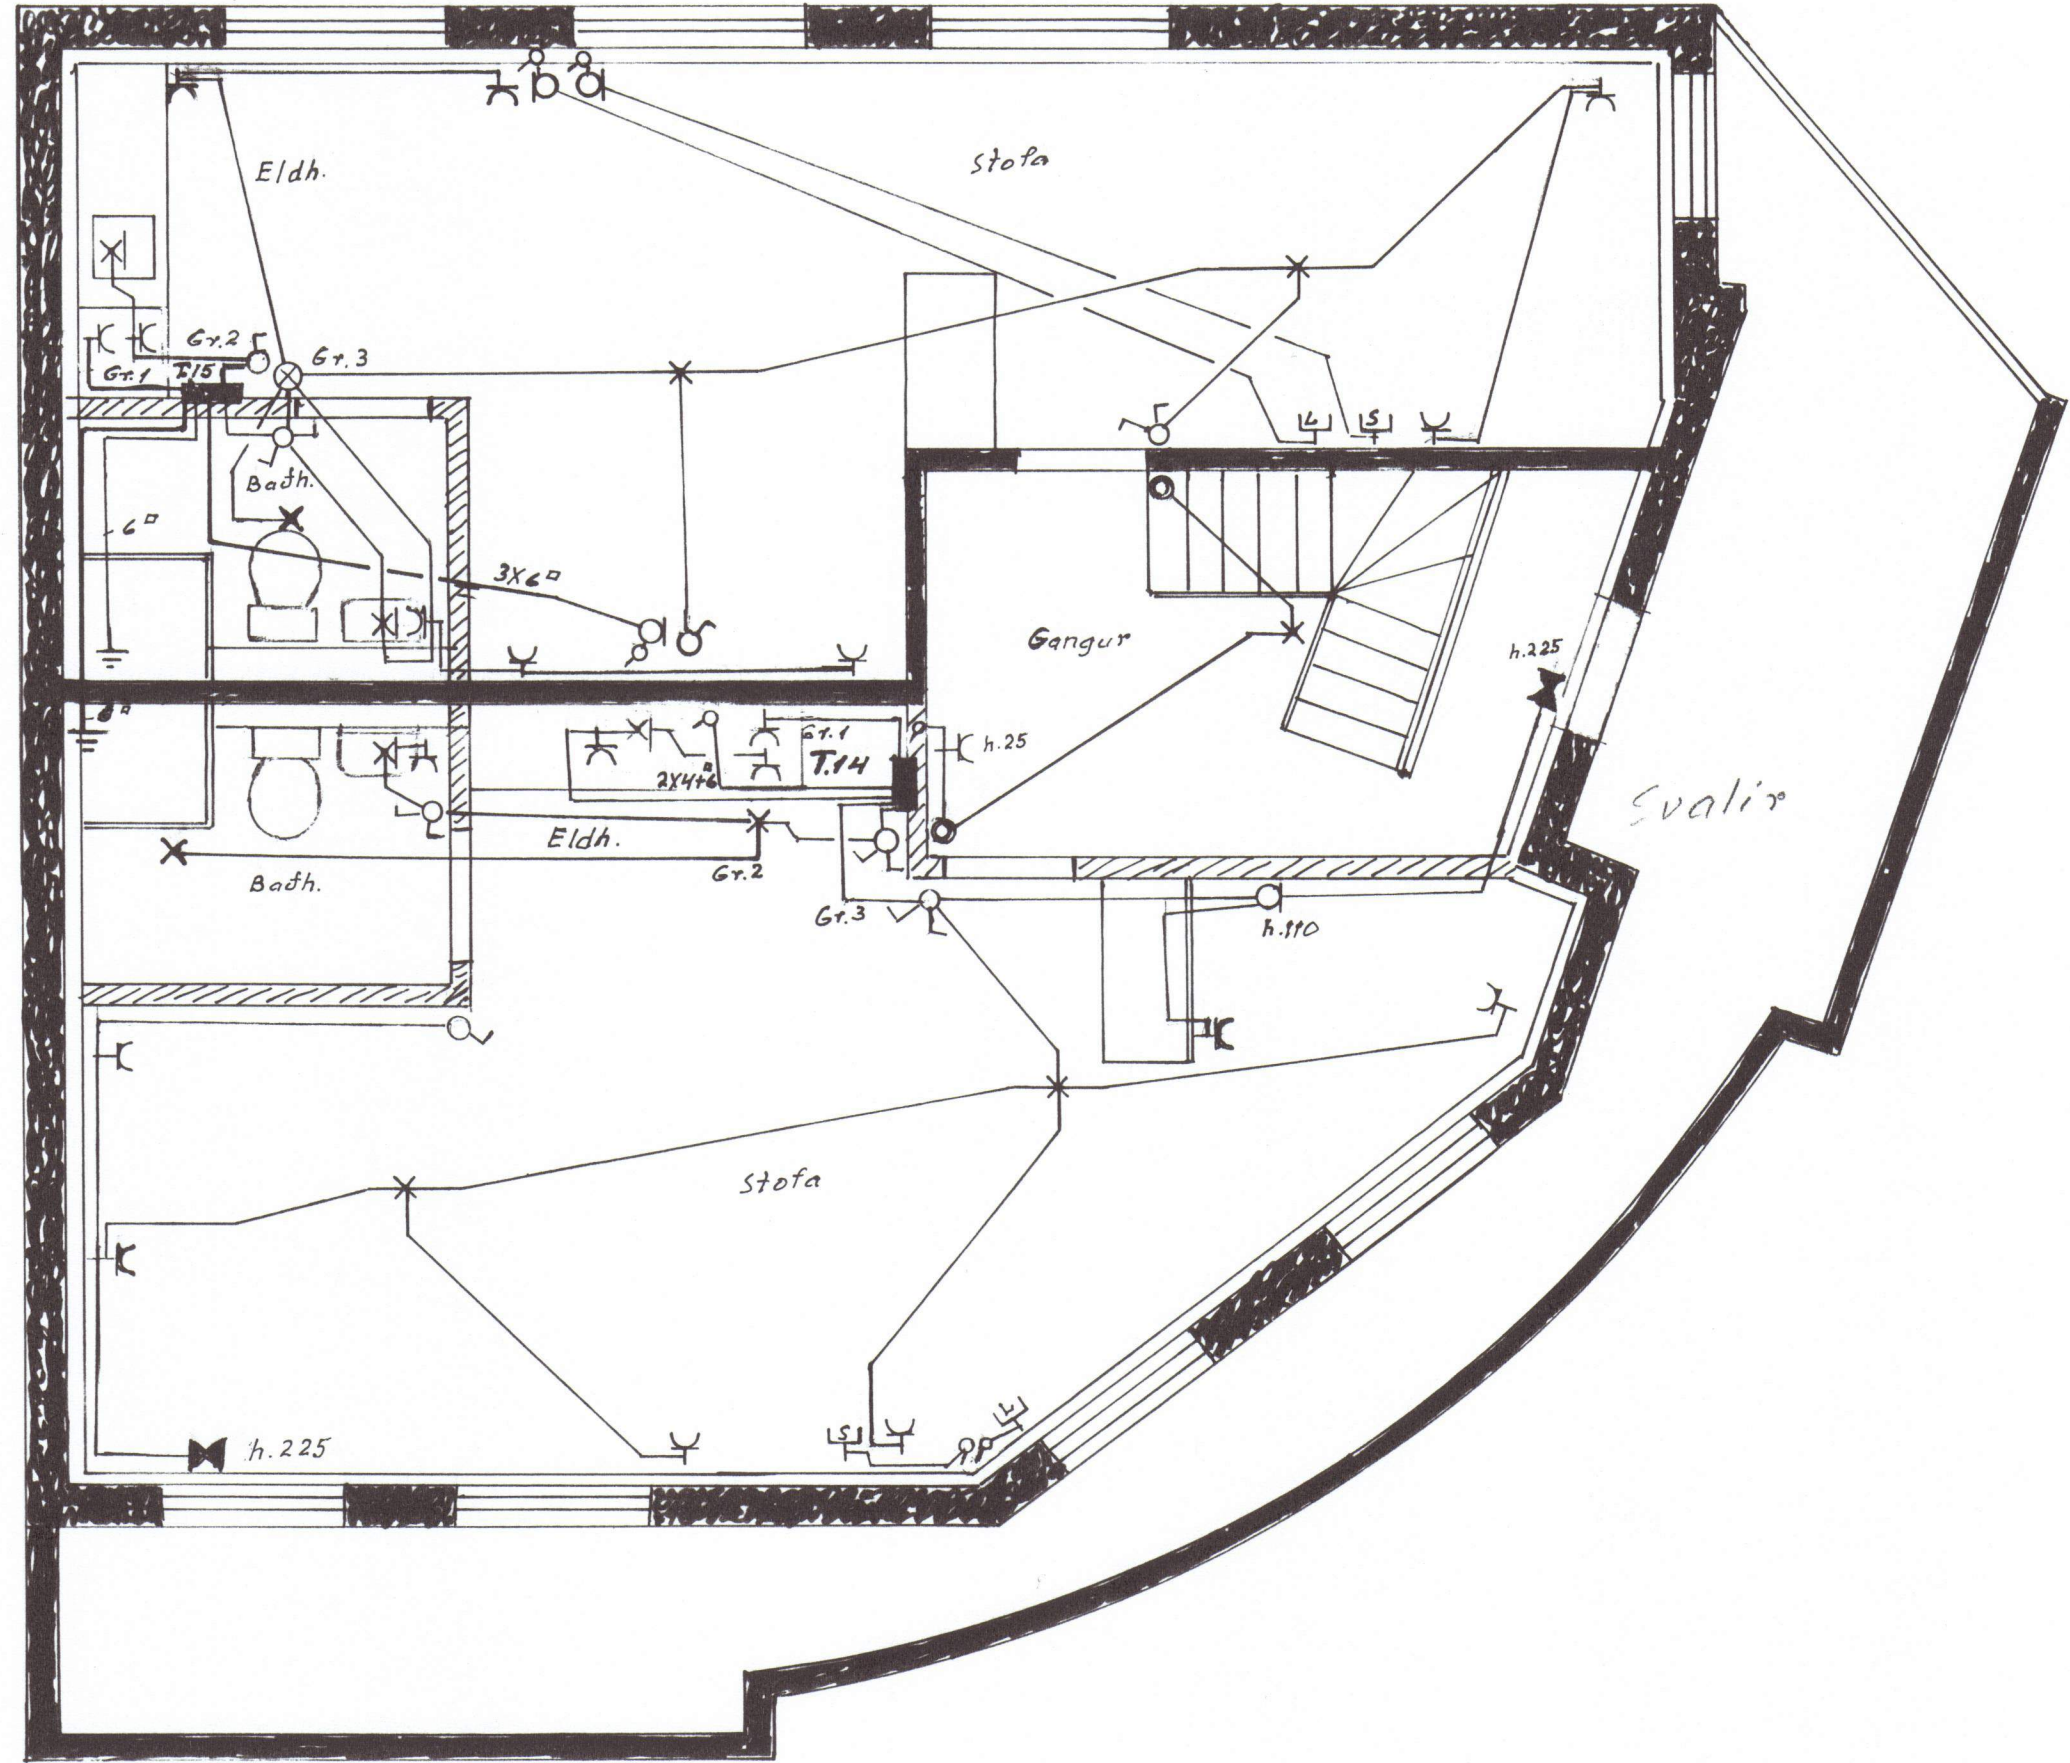 Eldh.
Stofa
Gr.2
Gr.3
Gr.1
T.15
Bath.
6▫
3x6▫
L
S
Gangur
h.225
6▫
Gr.1
T.14
2x4+6▫
h.25
Svalir
Eldh.
Gr.2
Bath.
Gr.3
h.110
Stofa
S
L
h.225